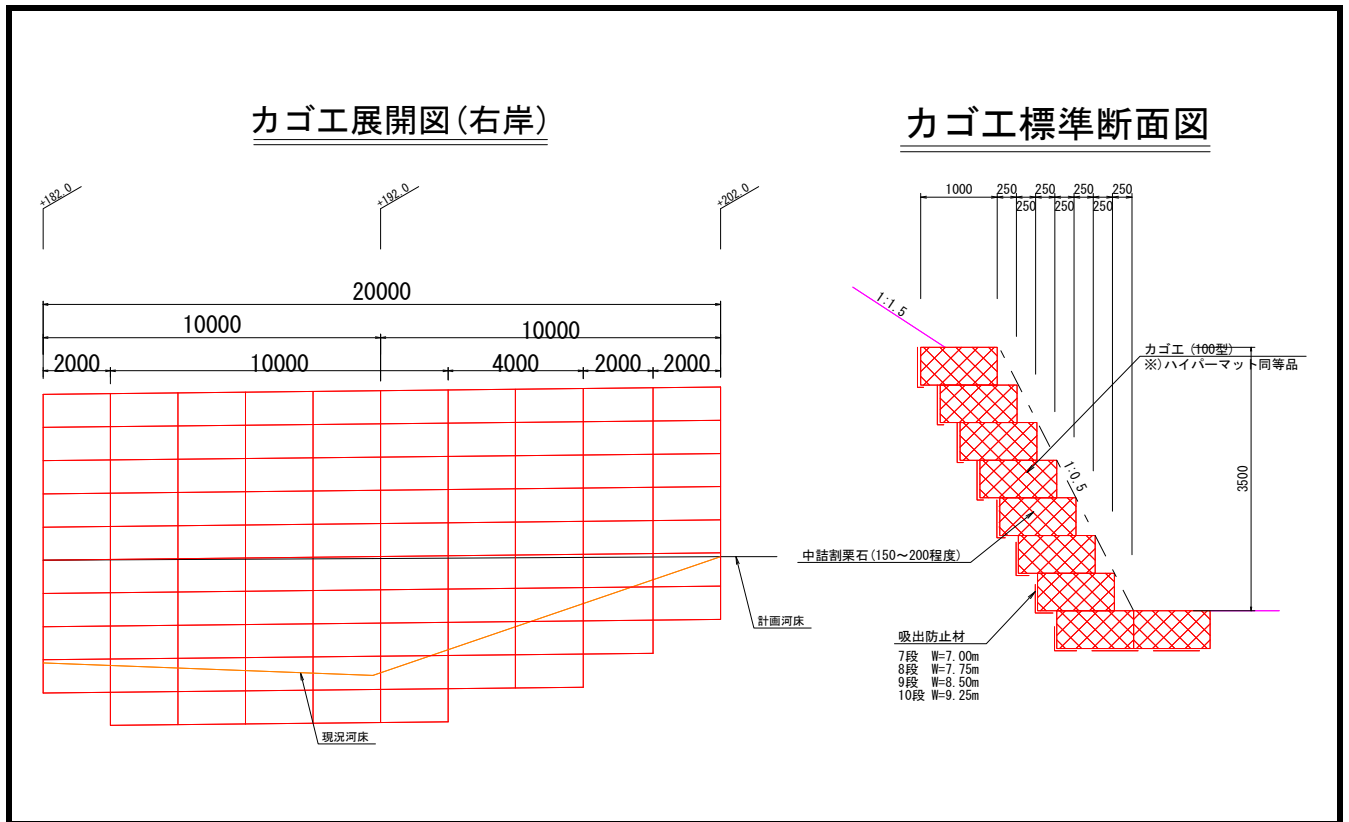 カゴ工展開図(右岸)
+182.0
+192.0
+202.0
20000
10000
10000
2000
10000
4000
2000
2000
計画河床
現況河床
カゴ工標準断面図
1000
250
250
250
250
250
250
250
1:1.5
カゴ工 (100型)
※)ハイパーマット同等品
1:0.5
3500
中詰割栗石(150～200程度)
吸出防止材
7段 W=7.00m
8段 W=7.75m
9段 W=8.50m
10段 W=9.25m